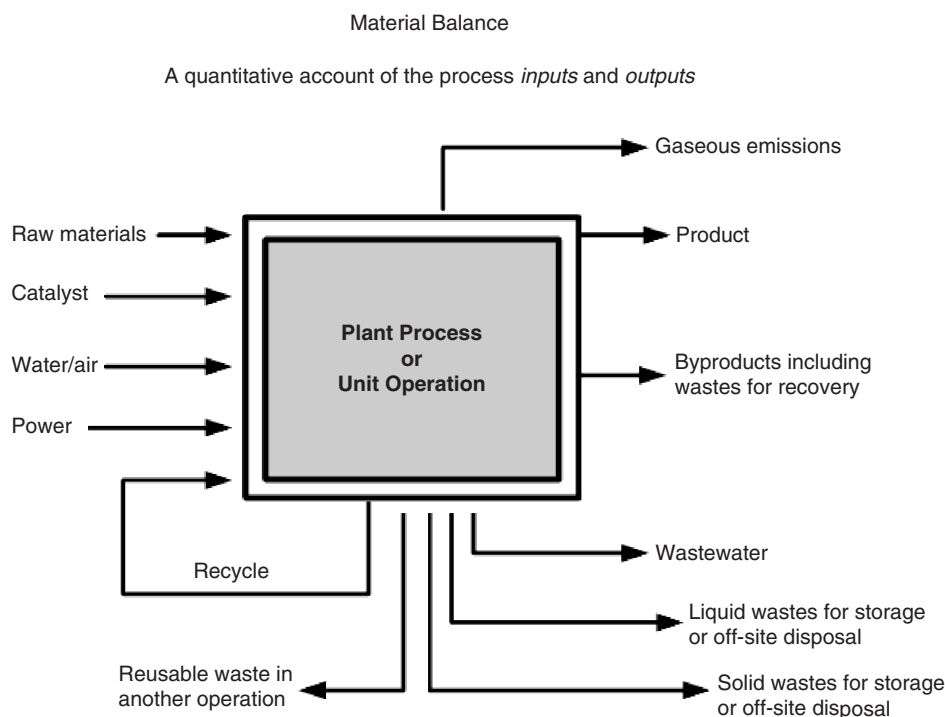 Material Balance
A quantitative account of the process inputs and outputs
Gaseous emissions
Raw materials
Product
Catalyst
Plant Process
or
Unit Operation
Water/air
Byproducts including
wastes for recovery
Power
Recycle
Wastewater
Liquid wastes for storage
or off-site disposal
Reusable waste in
another operation
Solid wastes for storage
or off-site disposal